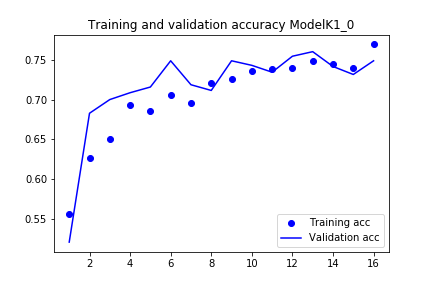 Training and validation accuracy ModelK1_0
0.75
0.70
0.65
0.60
0.55
Training acc
Validation acc
2 4 6 8 10 12 14 16